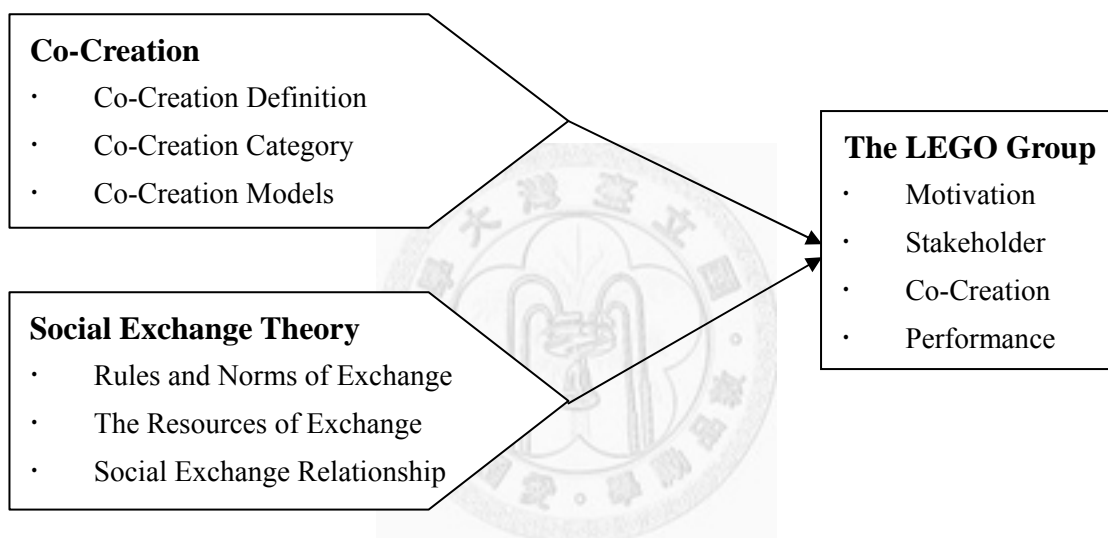 Co-Creation
· Co-Creation Definition
· Co-Creation Category
· Co-Creation Models
Social Exchange Theory
· Rules and Norms of Exchange
· The Resources of Exchange
· Social Exchange Relationship
The LEGO Group
· Motivation
· Stakeholder
· Co-Creation
· Performance